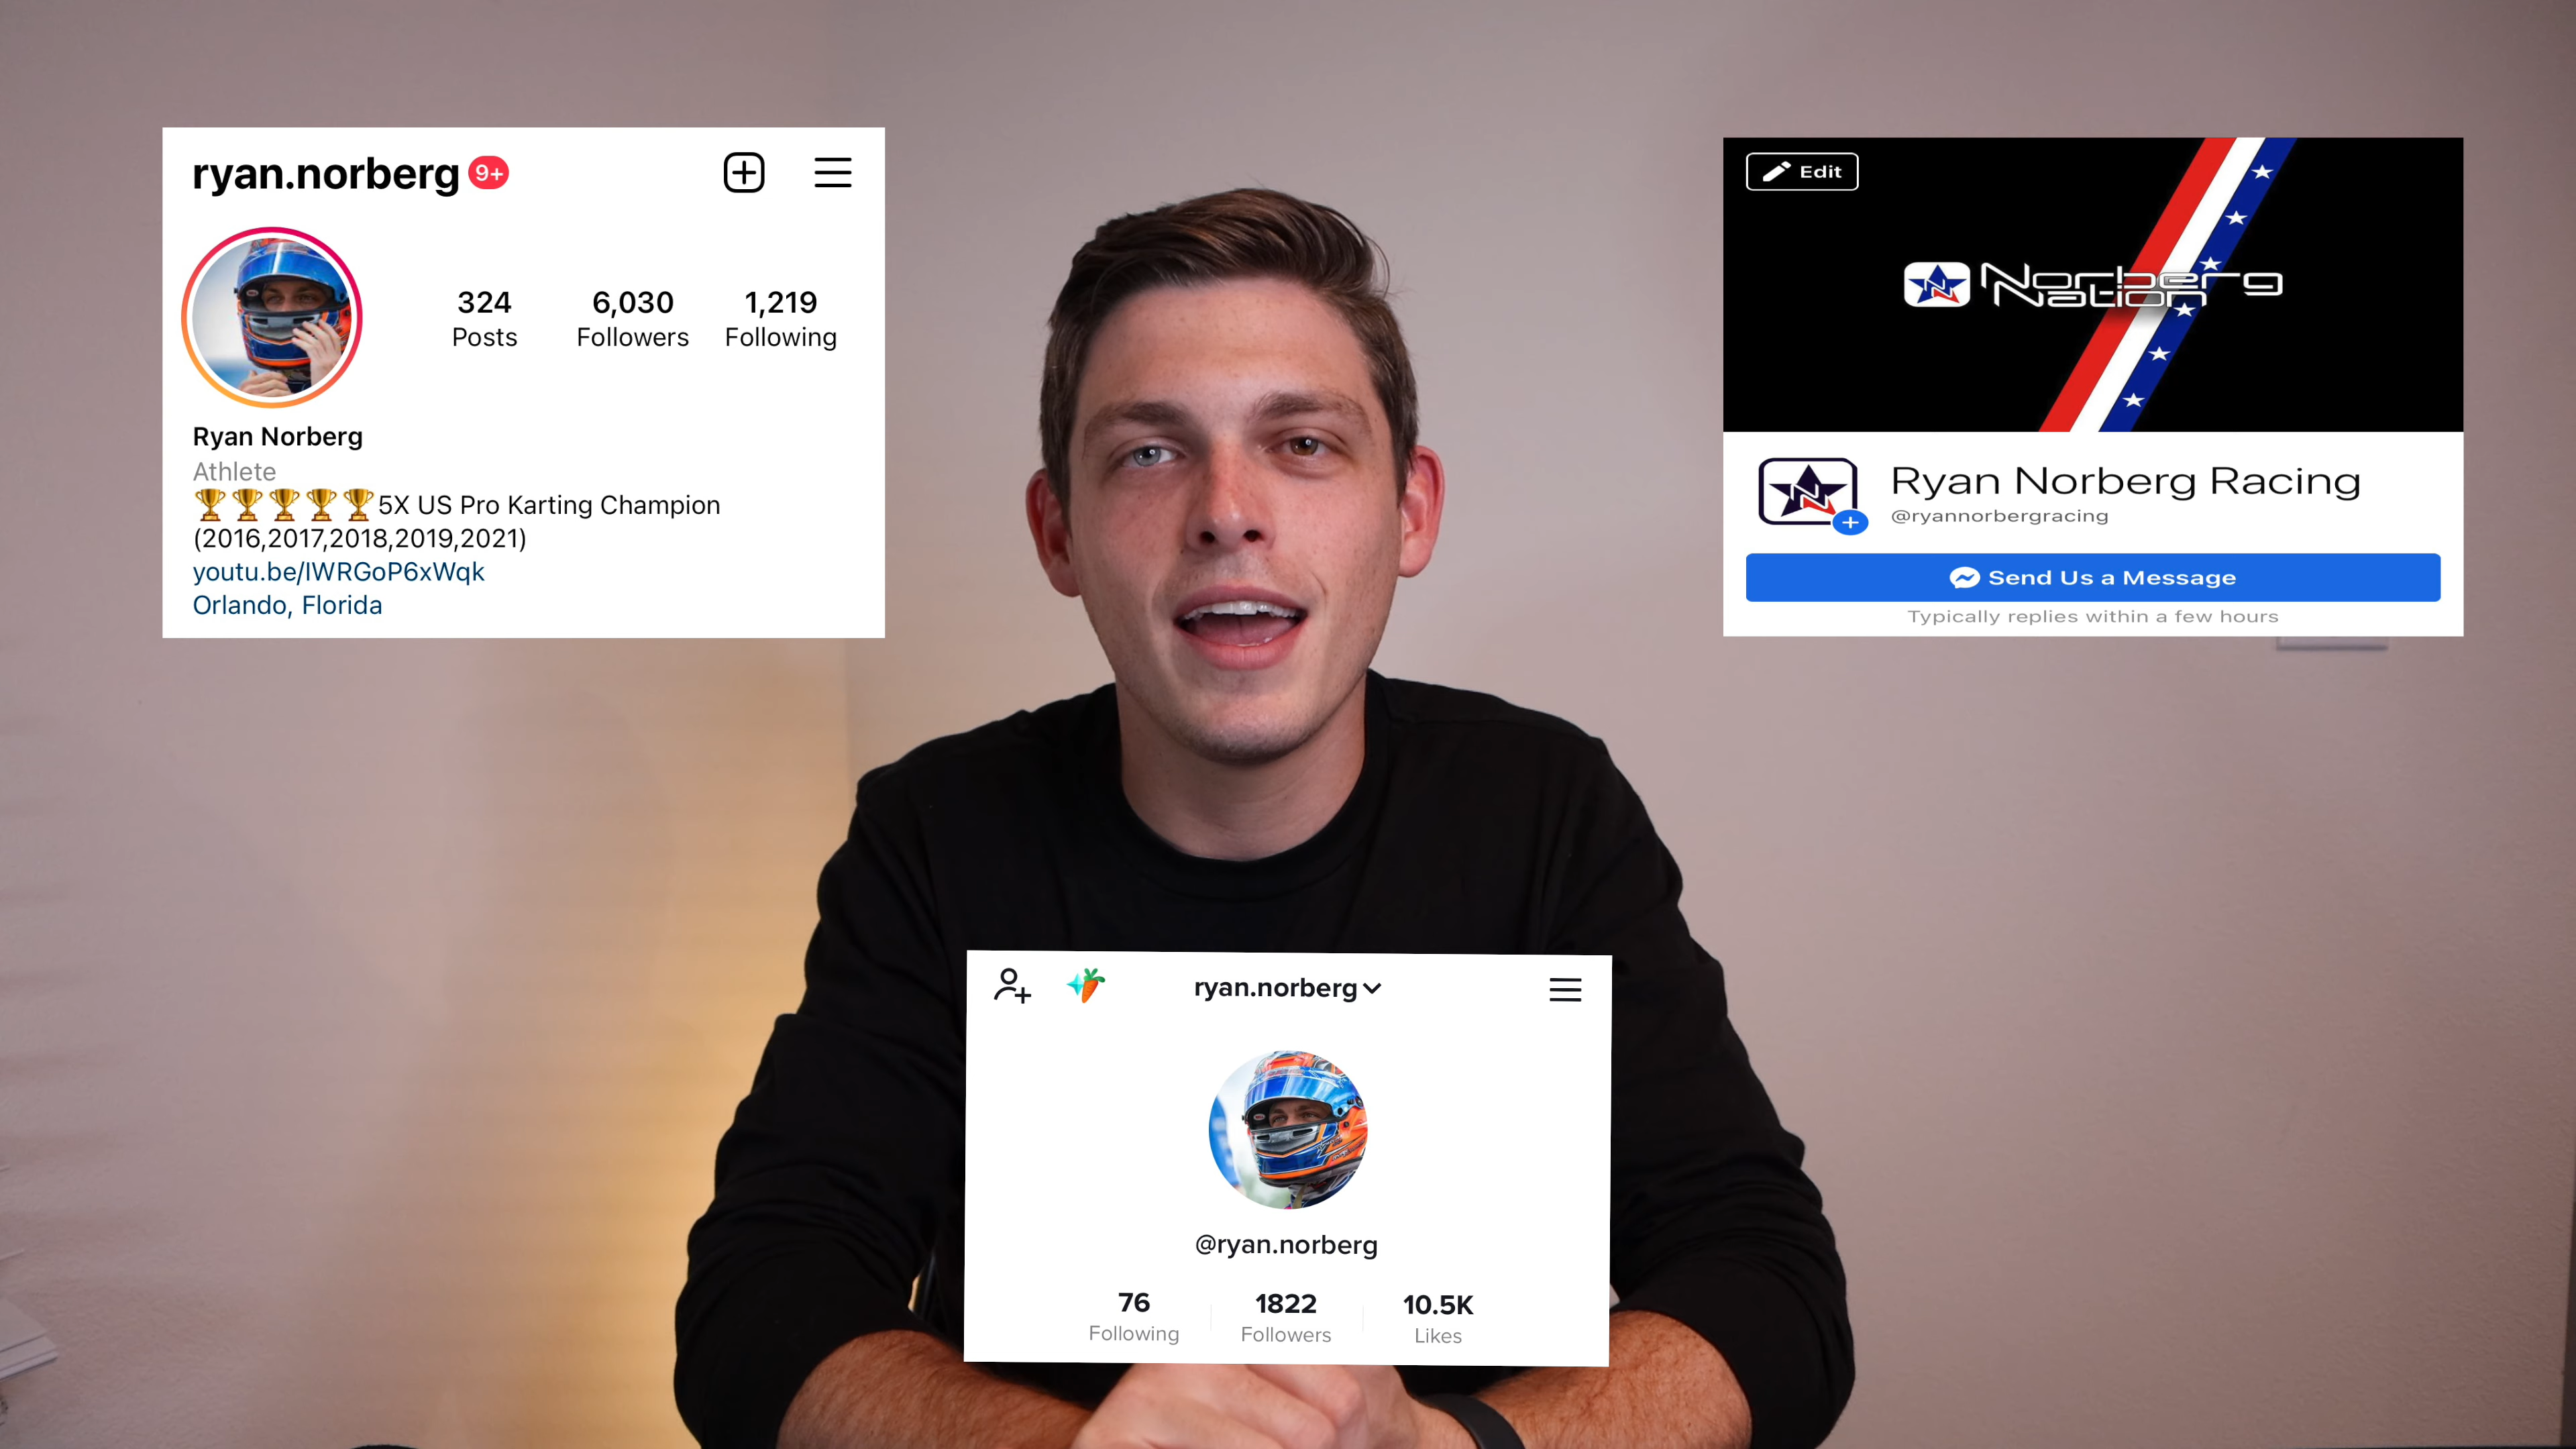 ryan.norberg 9+
324 6,030 1,219
Posts Followers Following
Ryan Norberg
Athlete
🏆🏆🏆🏆🏆5X US Pro Karting Champion
(2016,2017,2018,2019,2021)
youtu.be/IWRGoP6xWqk
Orlando, Florida
Edit
Norberg
Nation
N
Ryan Norberg Racing
@ryannorbergracing
Send Us a Message
Typically replies within a few hours
ryan.norberg
@ryan.norberg
76 1822 10.5K
Following Followers Likes